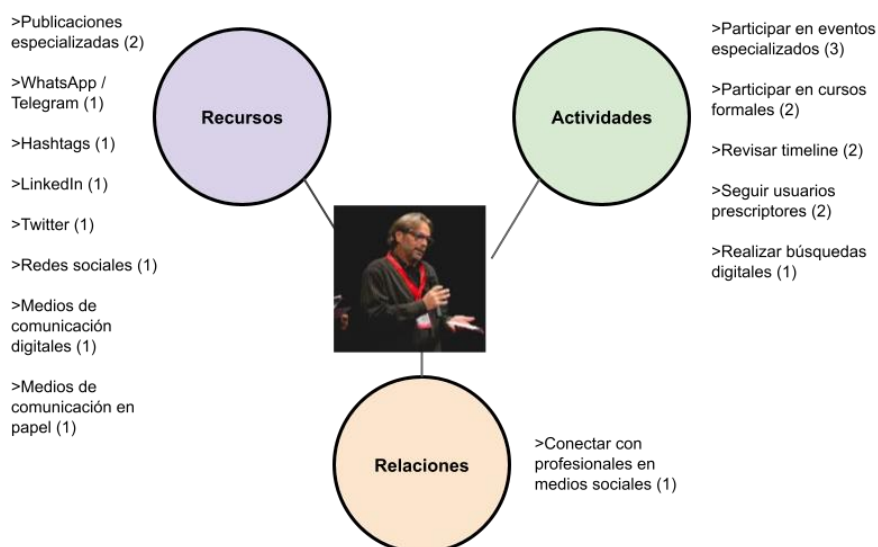 >Publicaciones
especializadas (2)
>WhatsApp /
Telegram (1)
>Hashtags (1)
>LinkedIn (1)
>Twitter (1)
>Redes sociales (1)
>Medios de
comunicación
digitales (1)
>Medios de
comunicación en
papel (1)
Recursos
Actividades
>Participar en eventos
especializados (3)
>Participar en cursos
formales (2)
>Revisar timeline (2)
>Seguir usuarios
prescriptores (2)
>Realizar búsquedas
digitales (1)
Relaciones
>Conectar con
profesionales en
medios sociales (1)